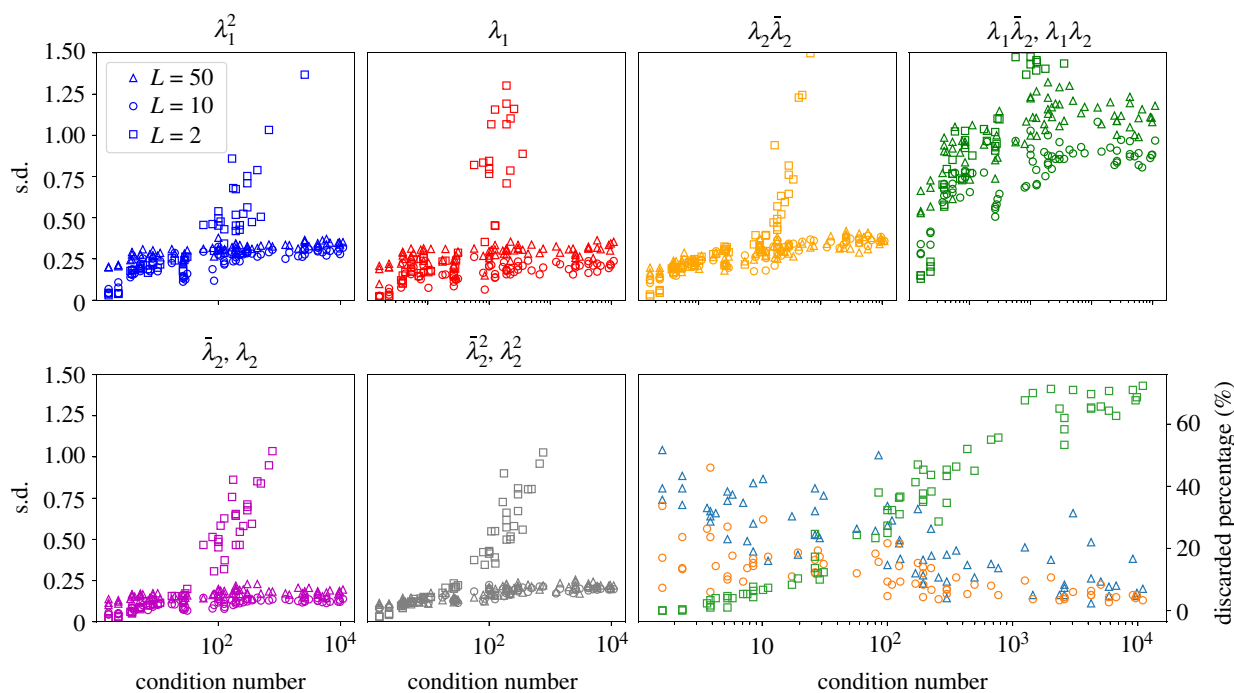 λ₁² λ₁ λ₂λ̄₂ λ₁λ̄₂, λ₁λ₂
1.50
1.25
1.00
0.75
0.50
0.25
0
s.d.
L = 50
L = 10
L = 2
λ̄₂, λ₂ λ̄₂², λ₂²
1.50
1.25
1.00
0.75
0.50
0.25
0
s.d.
60
40
20
0
discarded percentage (%)
10² 10⁴ 10² 10⁴ 10 10² 10³ 10⁴
condition number condition number condition number